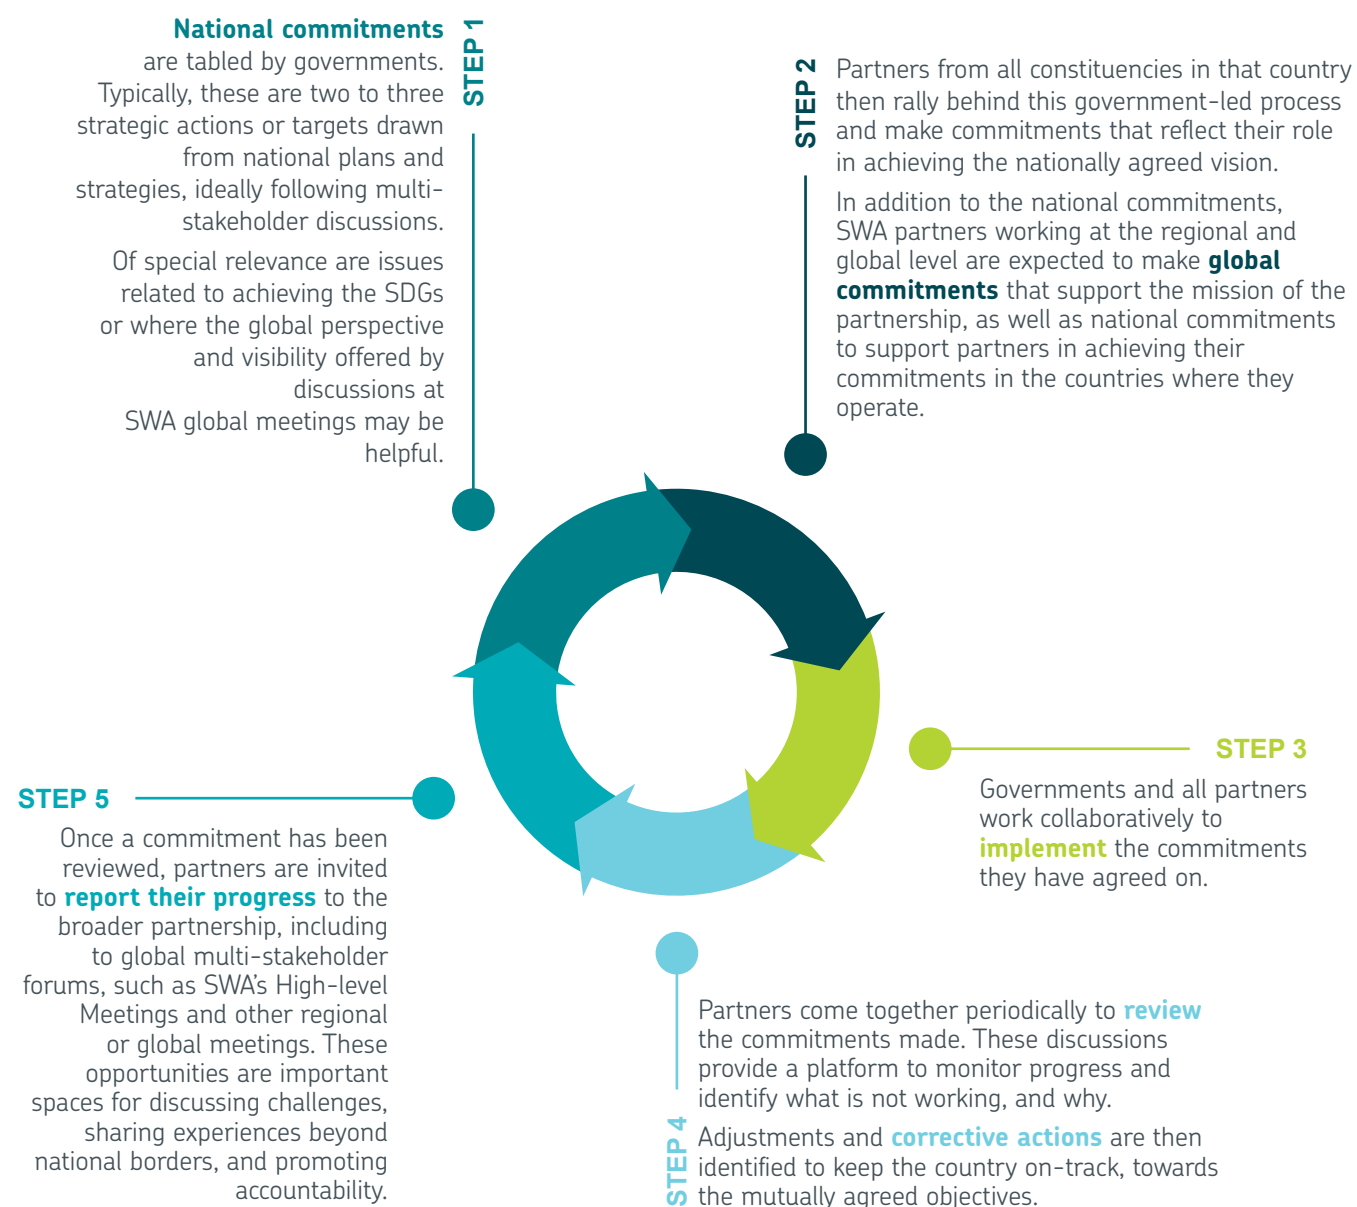 STEP 1
National commitments
are tabled by governments.
Typically, these are two to three
strategic actions or targets drawn
from national plans and
strategies, ideally following multi-
stakeholder discussions.
Of special relevance are issues
related to achieving the SDGs
or where the global perspective
and visibility offered by
discussions at
SWA global meetings may be
helpful.
STEP 2
Partners from all constituencies in that country
then rally behind this government-led process
and make commitments that reflect their role
in achieving the nationally agreed vision.
In addition to the national commitments,
SWA partners working at the regional and
global level are expected to make global
commitments that support the mission of the
partnership, as well as national commitments
to support partners in achieving their
commitments in the countries where they
operate.
STEP 3
Governments and all partners
work collaboratively to
implement the commitments
they have agreed on.
STEP 4
Partners come together periodically to review
the commitments made. These discussions
provide a platform to monitor progress and
identify what is not working, and why.
Adjustments and corrective actions are then
identified to keep the country on-track, towards
the mutually agreed objectives.
STEP 5
Once a commitment has been
reviewed, partners are invited
to report their progress to the
broader partnership, including
to global multi-stakeholder
forums, such as SWA's High-level
Meetings and other regional
or global meetings. These
opportunities are important
spaces for discussing challenges,
sharing experiences beyond
national borders, and promoting
accountability.